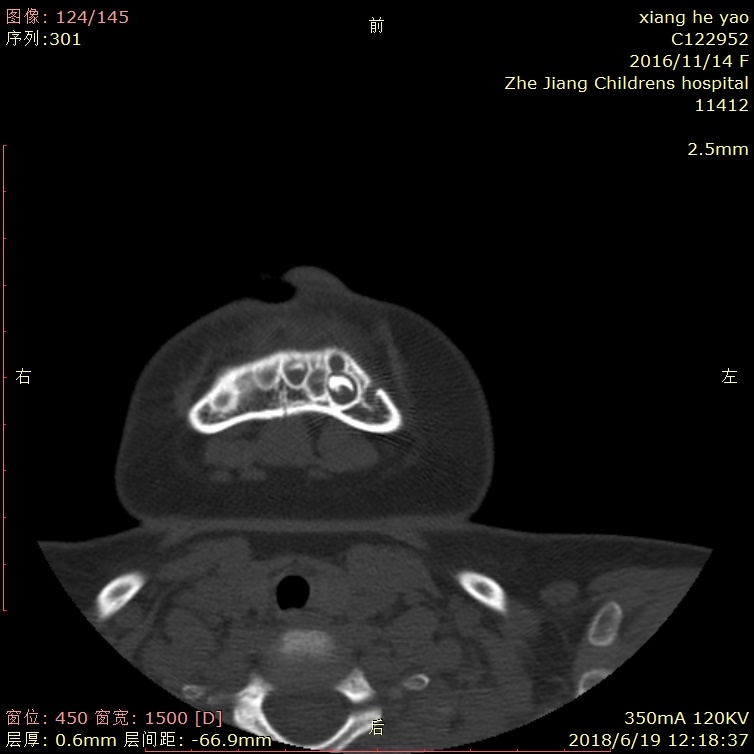 图像: 124/145
序列:301
前
xiang he yao
C122952
2016/11/14 F
Zhe Jiang Childrens hospital
11412
2.5mm
右
左
后
窗位: 450 窗宽: 1500 [D]
层厚: 0.6mm 层间距: -66.9mm
350mA 120KV
2018/6/19 12:18:37